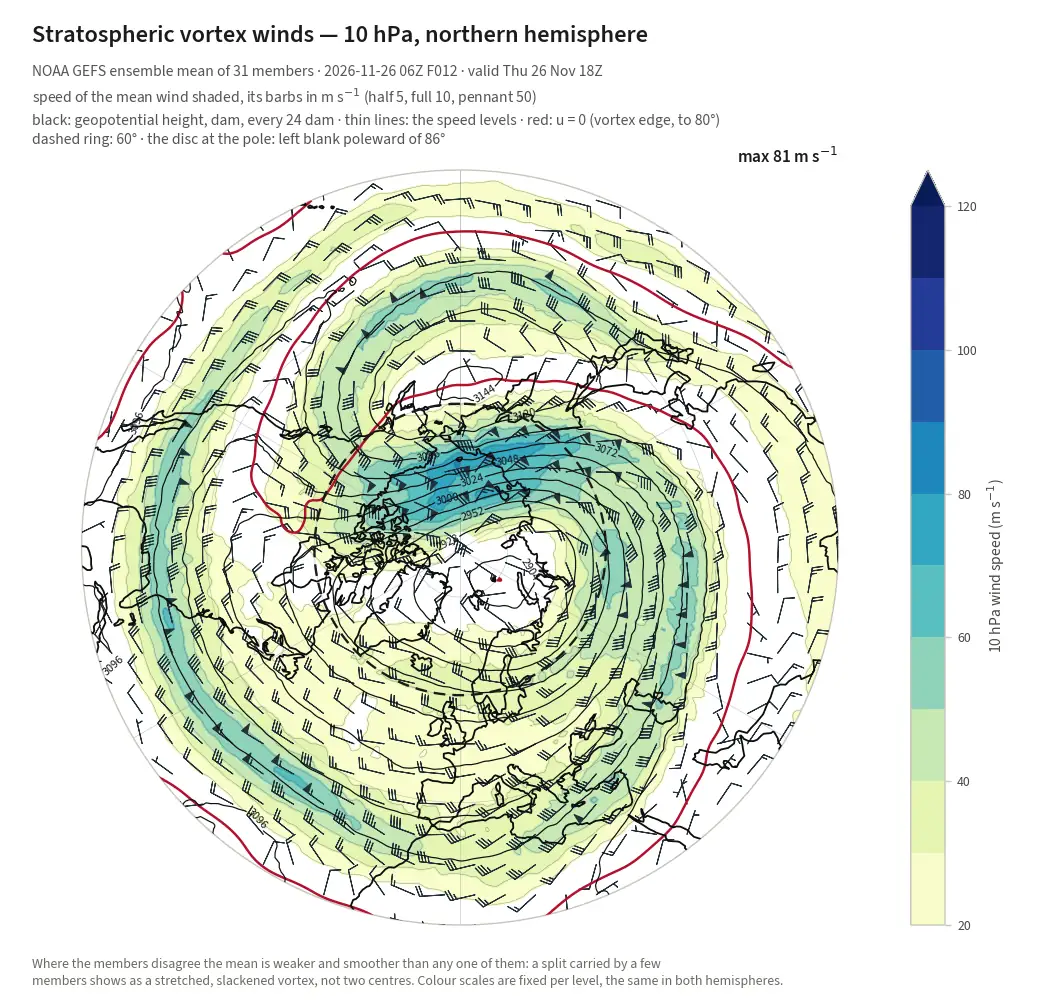 Stratospheric vortex winds — 10 hPa, northern hemisphere
NOAA GEFS ensemble mean of 31 members · 2026-11-26 06Z F012 · valid Thu 26 Nov 18Z
speed of the mean wind shaded, its barbs in m s⁻¹ (half 5, full 10, pennant 50)
black: geopotential height, dam, every 24 dam · thin lines: the speed levels · red: u = 0 (vortex edge, to 80°)
dashed ring: 60° · the disc at the pole: left blank poleward of 86°
max 81 m s⁻¹
120
100
80
60
40
20
10 hPa wind speed (m s⁻¹)
3144
3120
3072
3048
3024
3000
2952
3096
3096
Where the members disagree the mean is weaker and smoother than any one of them: a split carried by a few
members shows as a stretched, slackened vortex, not two centres. Colour scales are fixed per level, the same in both hemispheres.